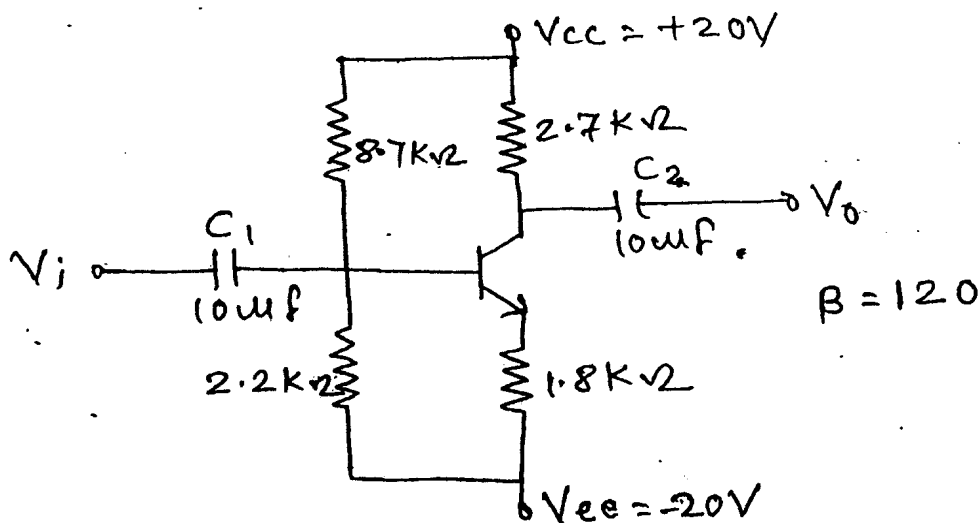 Vcc = +20V
8.7KΩ
2.7KΩ
C2
10μf.
Vo
C1
Vi
10μf
β = 120
2.2KΩ
1.8KΩ
Vee = -20V